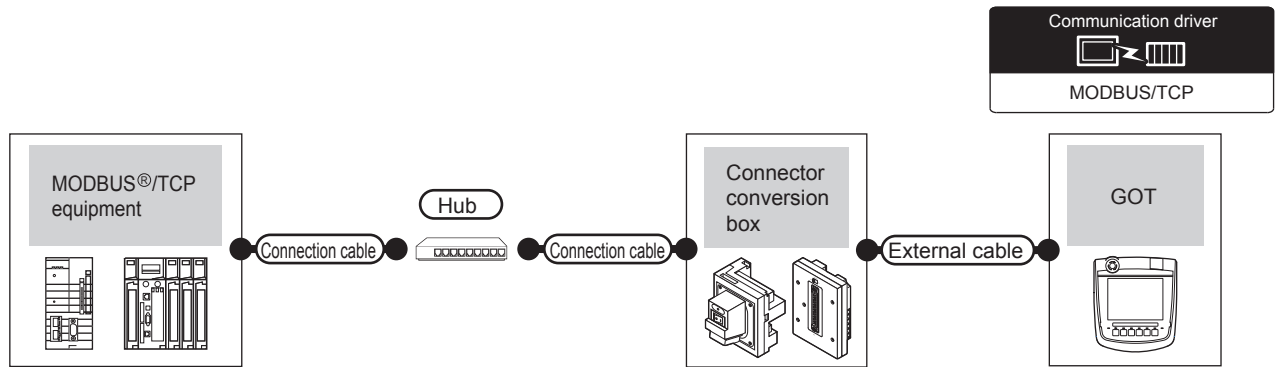 Communication driver
MODBUS/TCP
MODBUS®/TCP
equipment
Connection cable
Hub
Connection cable
Connector
conversion
box
External cable
GOT